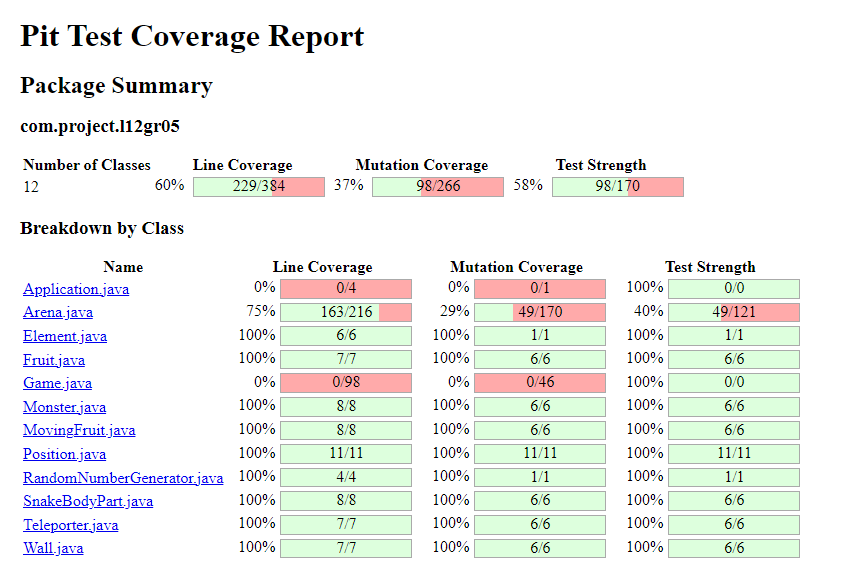 Pit Test Coverage Report
Package Summary
com.project.l12gr05
Number of Classes Line Coverage Mutation Coverage Test Strength
12 60% 229/384 37% 98/266 58% 98/170
Breakdown by Class
Name Line Coverage Mutation Coverage Test Strength
Application.java 0% 0/4 0% 0/1 100% 0/0
Arena.java 75% 163/216 29% 49/170 40% 49/121
Element.java 100% 6/6 100% 1/1 100% 1/1
Fruit.java 100% 7/7 100% 6/6 100% 6/6
Game.java 0% 0/98 0% 0/46 100% 0/0
Monster.java 100% 8/8 100% 6/6 100% 6/6
MovingFruit.java 100% 8/8 100% 6/6 100% 6/6
Position.java 100% 11/11 100% 11/11 100% 11/11
RandomNumberGenerator.java 100% 4/4 100% 1/1 100% 1/1
SnakeBodyPart.java 100% 8/8 100% 6/6 100% 6/6
Teleporter.java 100% 7/7 100% 6/6 100% 6/6
Wall.java 100% 7/7 100% 6/6 100% 6/6